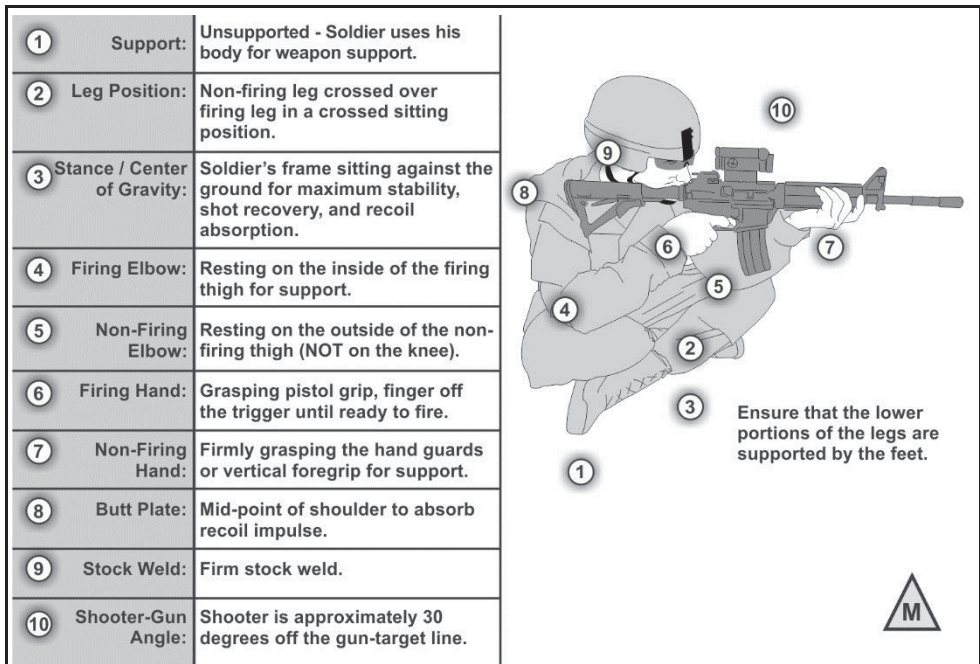 1 Support: Unsupported - Soldier uses his
body for weapon support.
2 Leg Position: Non-firing leg crossed over
firing leg in a crossed sitting
position.
3 Stance / Center
of Gravity:
Soldier's frame sitting against the
ground for maximum stability,
shot recovery, and recoil
absorption.
4 Firing Elbow: Resting on the inside of the firing
thigh for support.
5 Non-Firing
Elbow:
Resting on the outside of the non-
firing thigh (NOT on the knee).
6 Firing Hand: Grasping pistol grip, finger off
the trigger until ready to fire.
7 Non-Firing
Hand:
Firmly grasping the hand guards
or vertical foregrip for support.
8 Butt Plate: Mid-point of shoulder to absorb
recoil impulse.
9 Stock Weld: Firm stock weld.
10 Shooter-Gun
Angle:
Shooter is approximately 30
degrees off the gun-target line.
10
9
8
7
6
5
4
2
3
1
Ensure that the lower
portions of the legs are
supported by the feet.
M